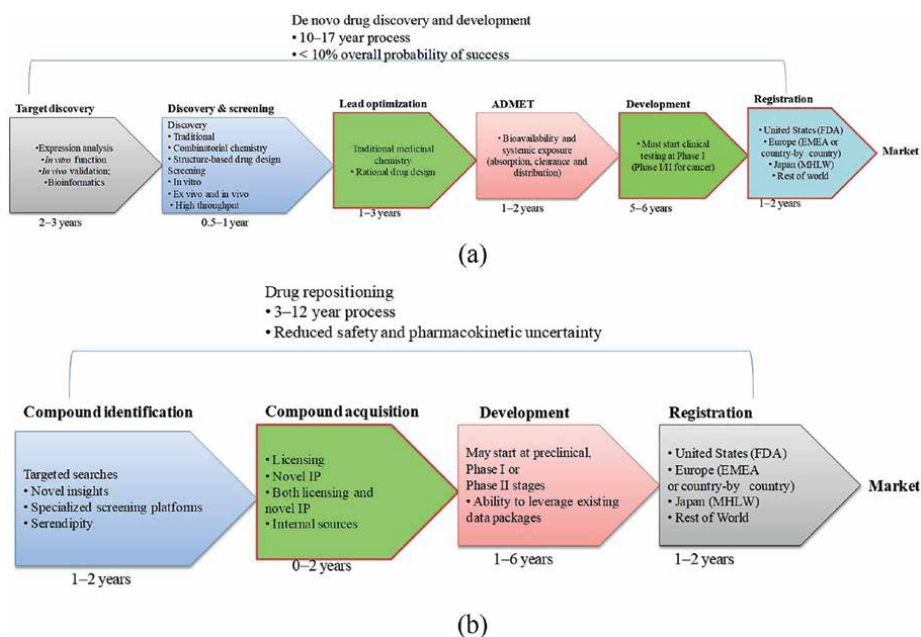 De novo drug discovery and development
• 10–17 year process
• < 10% overall probability of success
Target discovery
• Expression analysis
• In vitro function
• In vivo validation;
• Bioinformatics
2–3 years
Discovery & screening
Discovery
• Traditional
• Combinatorial chemistry
• Structure-based drug design
Screening
• In vitro
• Ex vivo and in vivo
• High throughput
0.5–1 year
Lead optimization
Traditional medicinal
chemistry
• Rational drug design
1–3 years
ADMET
• Bioavailability and
systemic exposure
(absorption, clearance and
distribution)
1–2 years
Development
• Must start clinical
testing at Phase I
(Phase I/II for cancer)
5–6 years
Registration
• United States (FDA)
• Europe (EMEA or
country-by country)
• Japan (MHLW)
• Rest of world
1–2 years
Market
(a)
Drug repositioning
• 3–12 year process
• Reduced safety and pharmacokinetic uncertainty
Compound identification
Targeted searches
• Novel insights
• Specialized screening platforms
• Serendipity
1–2 years
Compound acquisition
• Licensing
• Novel IP
• Both licensing and
novel IP
• Internal sources
0–2 years
Development
May start at preclinical,
Phase I or
Phase II stages
• Ability to leverage existing
data packages
1–6 years
Registration
• United States (FDA)
• Europe (EMEA
or country-by country)
• Japan (MHLW)
• Rest of World
1–2 years
Market
(b)